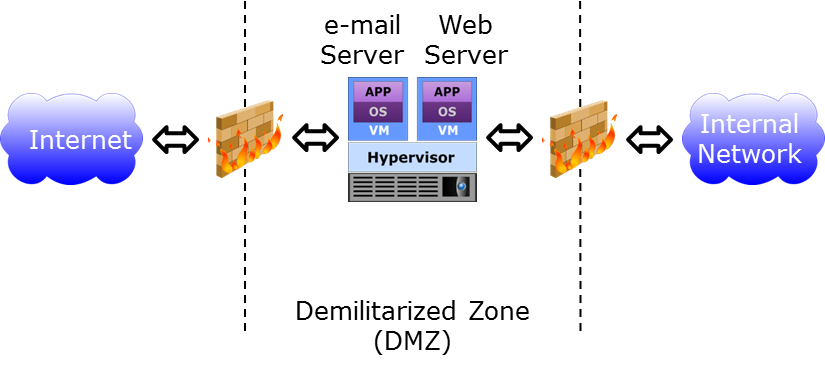 e-mail
Server
Web
Server
APP
OS
VM
APP
OS
VM
Hypervisor
Internet
Internal
Network
Demilitarized Zone
(DMZ)